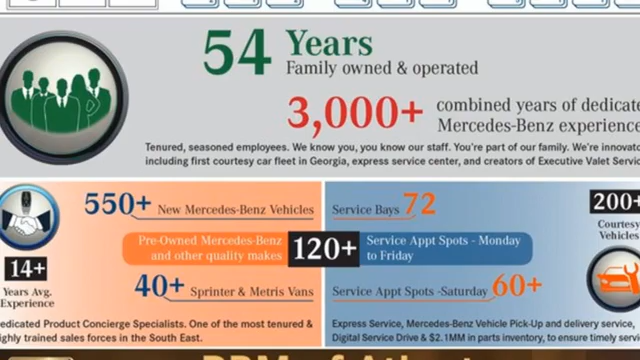 54 Years
Family owned & operated
3,000+ combined years of dedicate
Mercedes-Benz experience
Tenured, seasoned employees. We know you, you know our staff. You're part of our family. We're innovato
including first courtesy car fleet in Georgia, express service center, and creators of Executive Valet Servic
550+ New Mercedes-Benz Vehicles
Service Bays 72
200+
Courtesy
Vehicles
Pre-Owned Mercedes-Benz
and other quality makes
120+
Service Appt Spots - Monday
to Friday
14+
Years Avg.
Experience
40+ Sprinter & Metris Vans
Service Appt Spots -Saturday 60+
edicated Product Concierge Specialists. One of the most tenured &
ighly trained sales forces in the South East.
Express Service, Mercedes-Benz Vehicle Pick-Up and delivery service,
Digital Service Drive & $2.1MM in parts inventory, to ensure timely servic